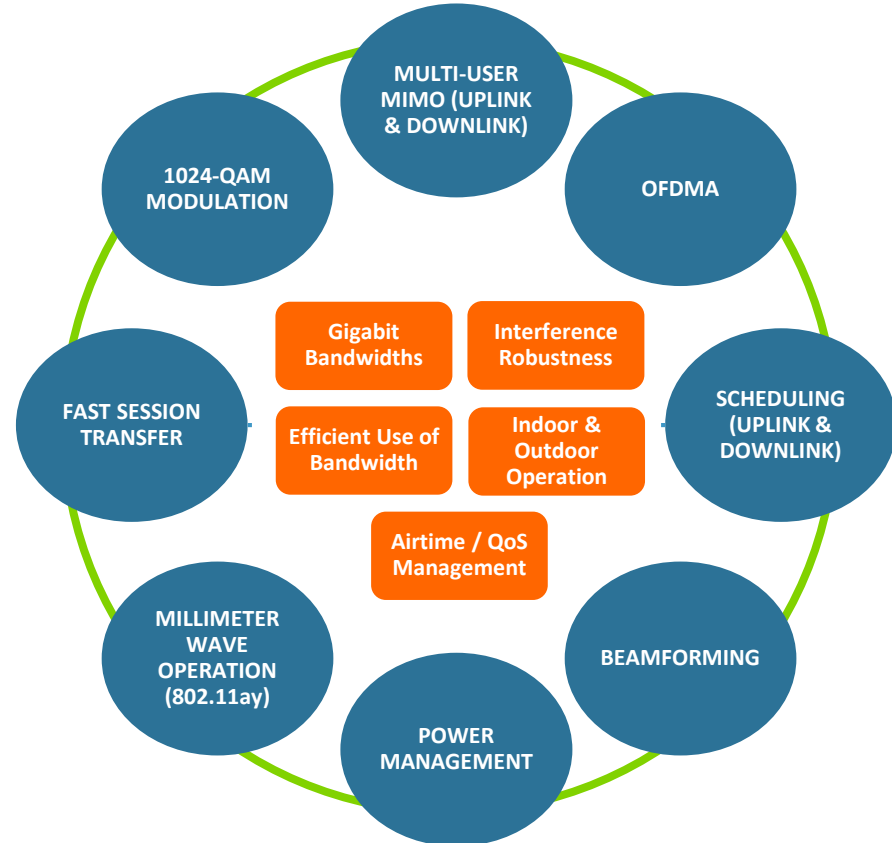 MULTI-USER
MIMO (UPLINK
& DOWNLINK)
OFDMA
SCHEDULING
(UPLINK &
DOWNLINK)
BEAMFORMING
POWER
MANAGEMENT
MILLIMETER
WAVE
OPERATION
(802.11ay)
FAST SESSION
TRANSFER
1024-QAM
MODULATION
Gigabit
Bandwidths
Interference
Robustness
Efficient Use of
Bandwidth
Indoor &
Outdoor
Operation
Airtime / QoS
Management